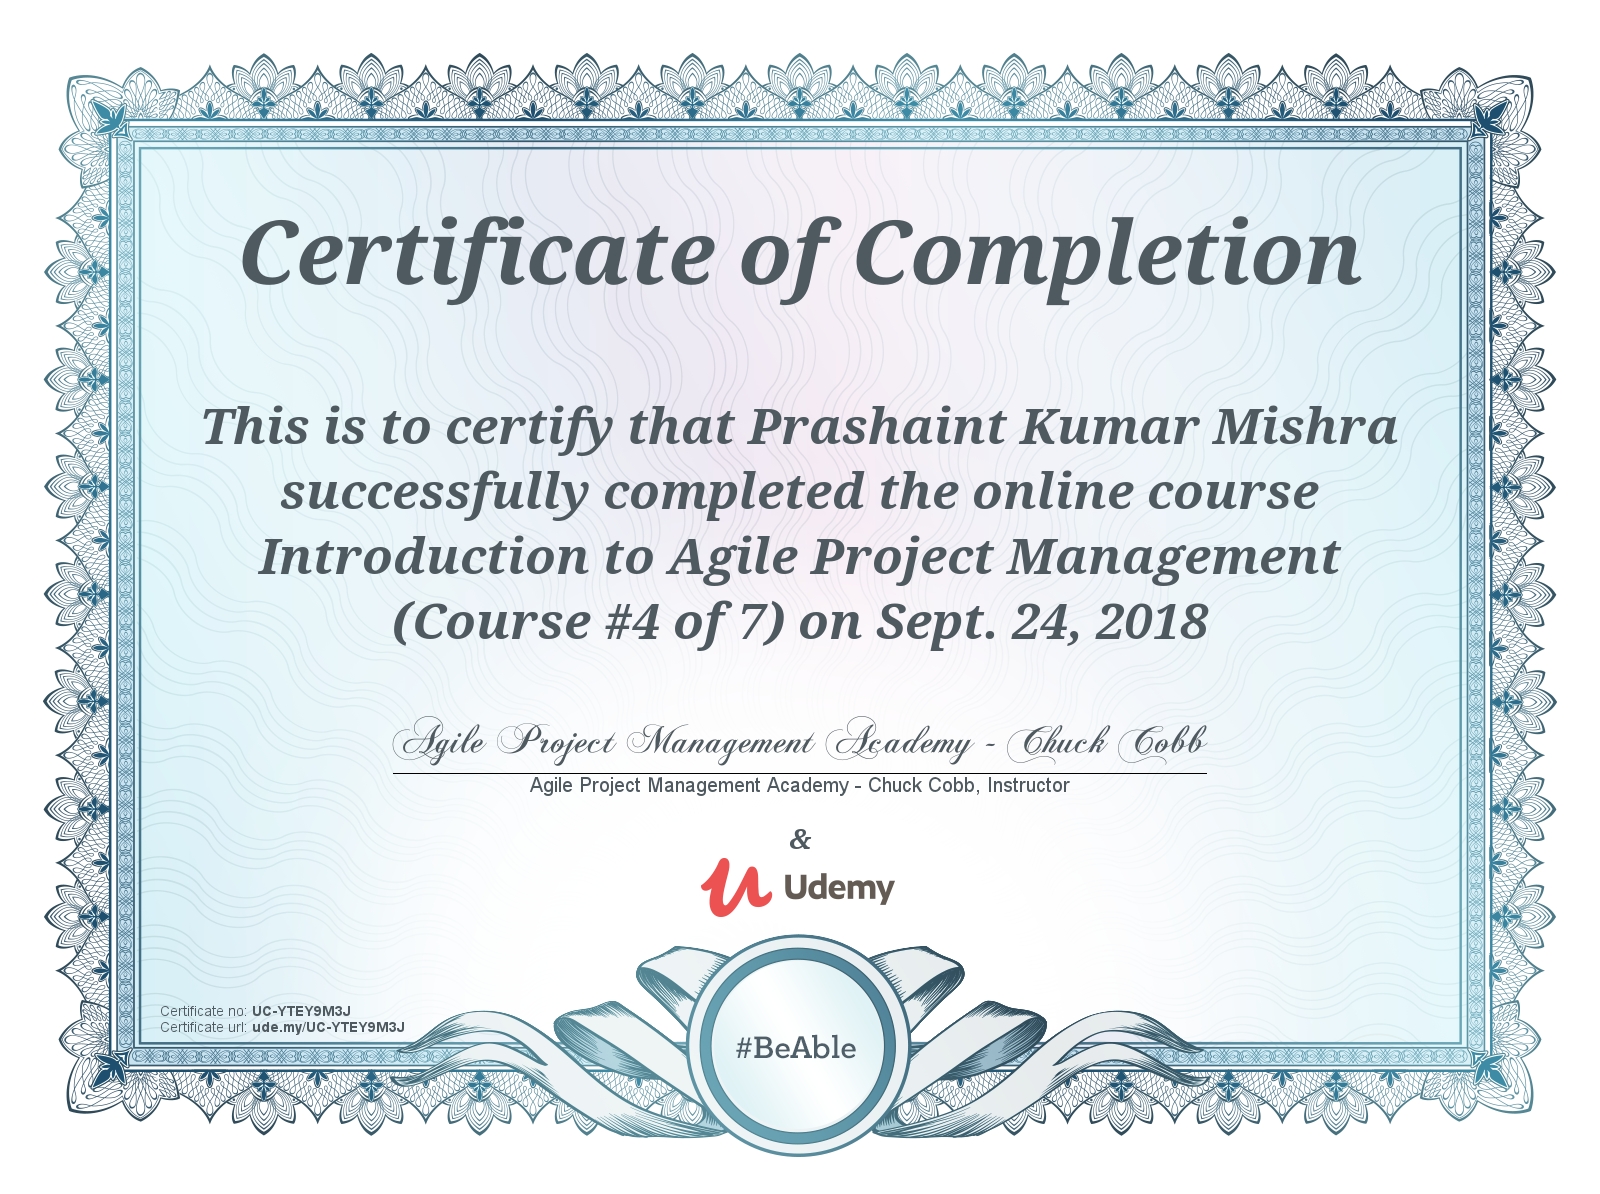 Certificate of Completion
This is to certify that Prashaint Kumar Mishra
successfully completed the online course
Introduction to Agile Project Management
(Course #4 of 7) on Sept. 24, 2018
Agile Project Management Academy - Chuck Cobb
Agile Project Management Academy - Chuck Cobb, Instructor
&
Udemy
Certificate no: UC-YTEY9M3J
Certificate url: ude.my/UC-YTEY9M3J
#BeAble